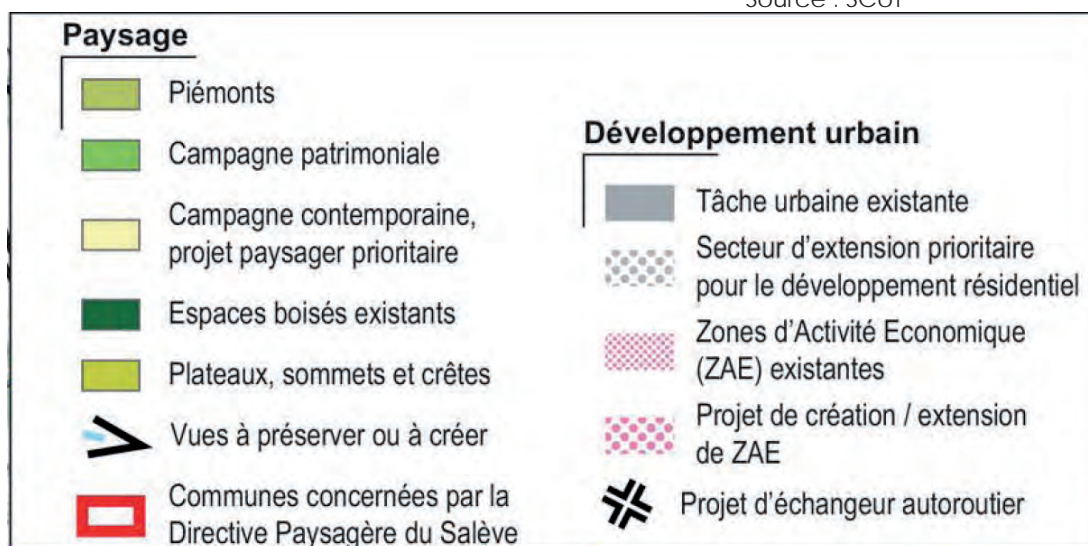 Source : SCOT
Paysage
Piémonts
Campagne patrimoniale
Campagne contemporaine,
projet paysager prioritaire
Espaces boisés existants
Plateaux, sommets et crêtes
Vues à préserver ou à créer
Communes concernées par la
Directive Paysagère du Salève
Développement urbain
Tâche urbaine existante
Secteur d'extension prioritaire
pour le développement résidentiel
Zones d'Activité Economique
(ZAE) existantes
Projet de création / extension
de ZAE
Projet d'échangeur autoroutier